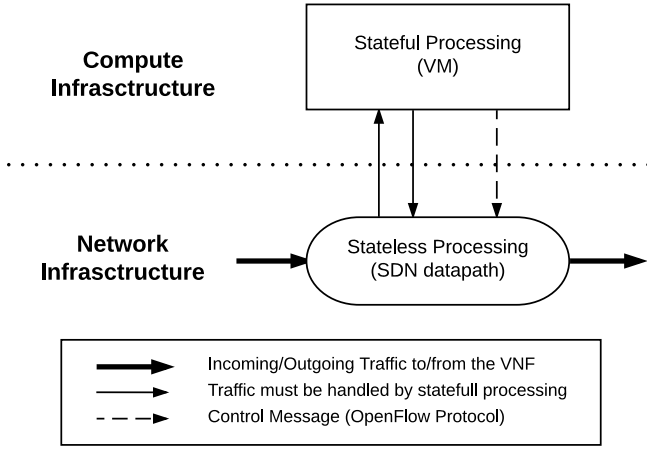 Compute
Infrasctructure
Stateful Processing
(VM)
Network
Infrasctructure
Stateless Processing
(SDN datapath)
Incoming/Outgoing Traffic to/from the VNF
Traffic must be handled by statefull processing
Control Message (OpenFlow Protocol)